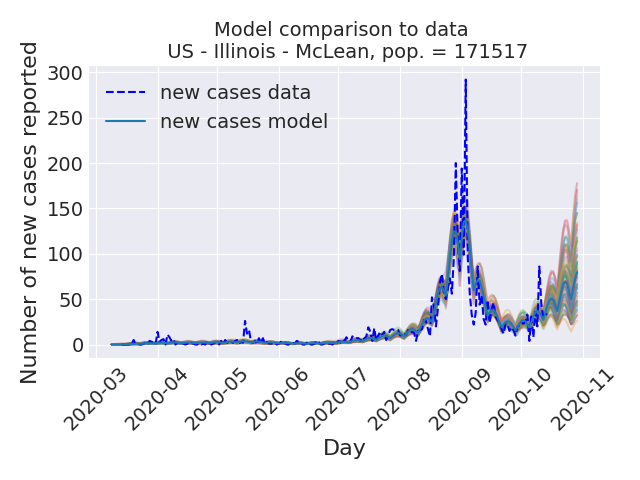 Model comparison to data
US - Illinois - McLean, pop. = 171517
300
250
200
150
100
50
0
Number of new cases reported
new cases data
new cases model
2020-03
2020-04
2020-05
2020-06
2020-07
2020-08
2020-09
2020-10
2020-11
Day